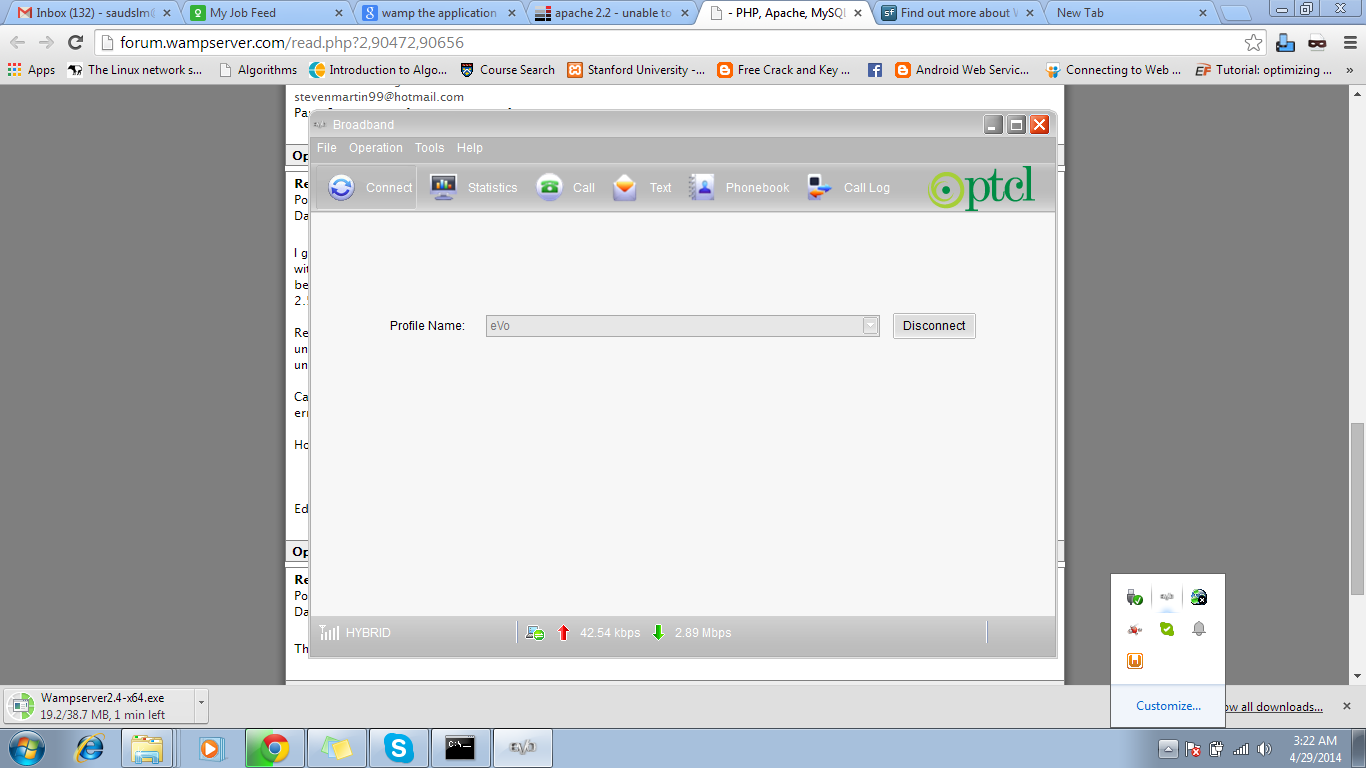 Inbox (132) - saudslm@
My Job Feed
wamp the application
apache 2.2 - unable to
- PHP, Apache, MySQL
Find out more about W
New Tab
forum.wampserver.com/read.php?2,90472,90656
Apps
The Linux network s...
Algorithms
Introduction to Algo...
Course Search
Stanford University -...
Free Crack and Key ...
Android Web Servic...
Connecting to Web ...
Tutorial: optimizing ...
»
stevenmartin99@hotmail.com
Pa
Broadband
File Operation Tools Help
Connect Statistics Call Text Phonebook Call Log
ptcl
Op
Re
Po
Da
I g
wit
be
2.
Re
un
un
Profile Name:
eVo
Disconnect
Ca
err
Ho
Ed
Op
Re
Po
Da
Th
HYBRID
42.54 kbps
2.89 Mbps
Customize...
Wampserver2.4-x64.exe
19.2/38.7 MB, 1 min left
ow all downloads...
3:22 AM
4/29/2014